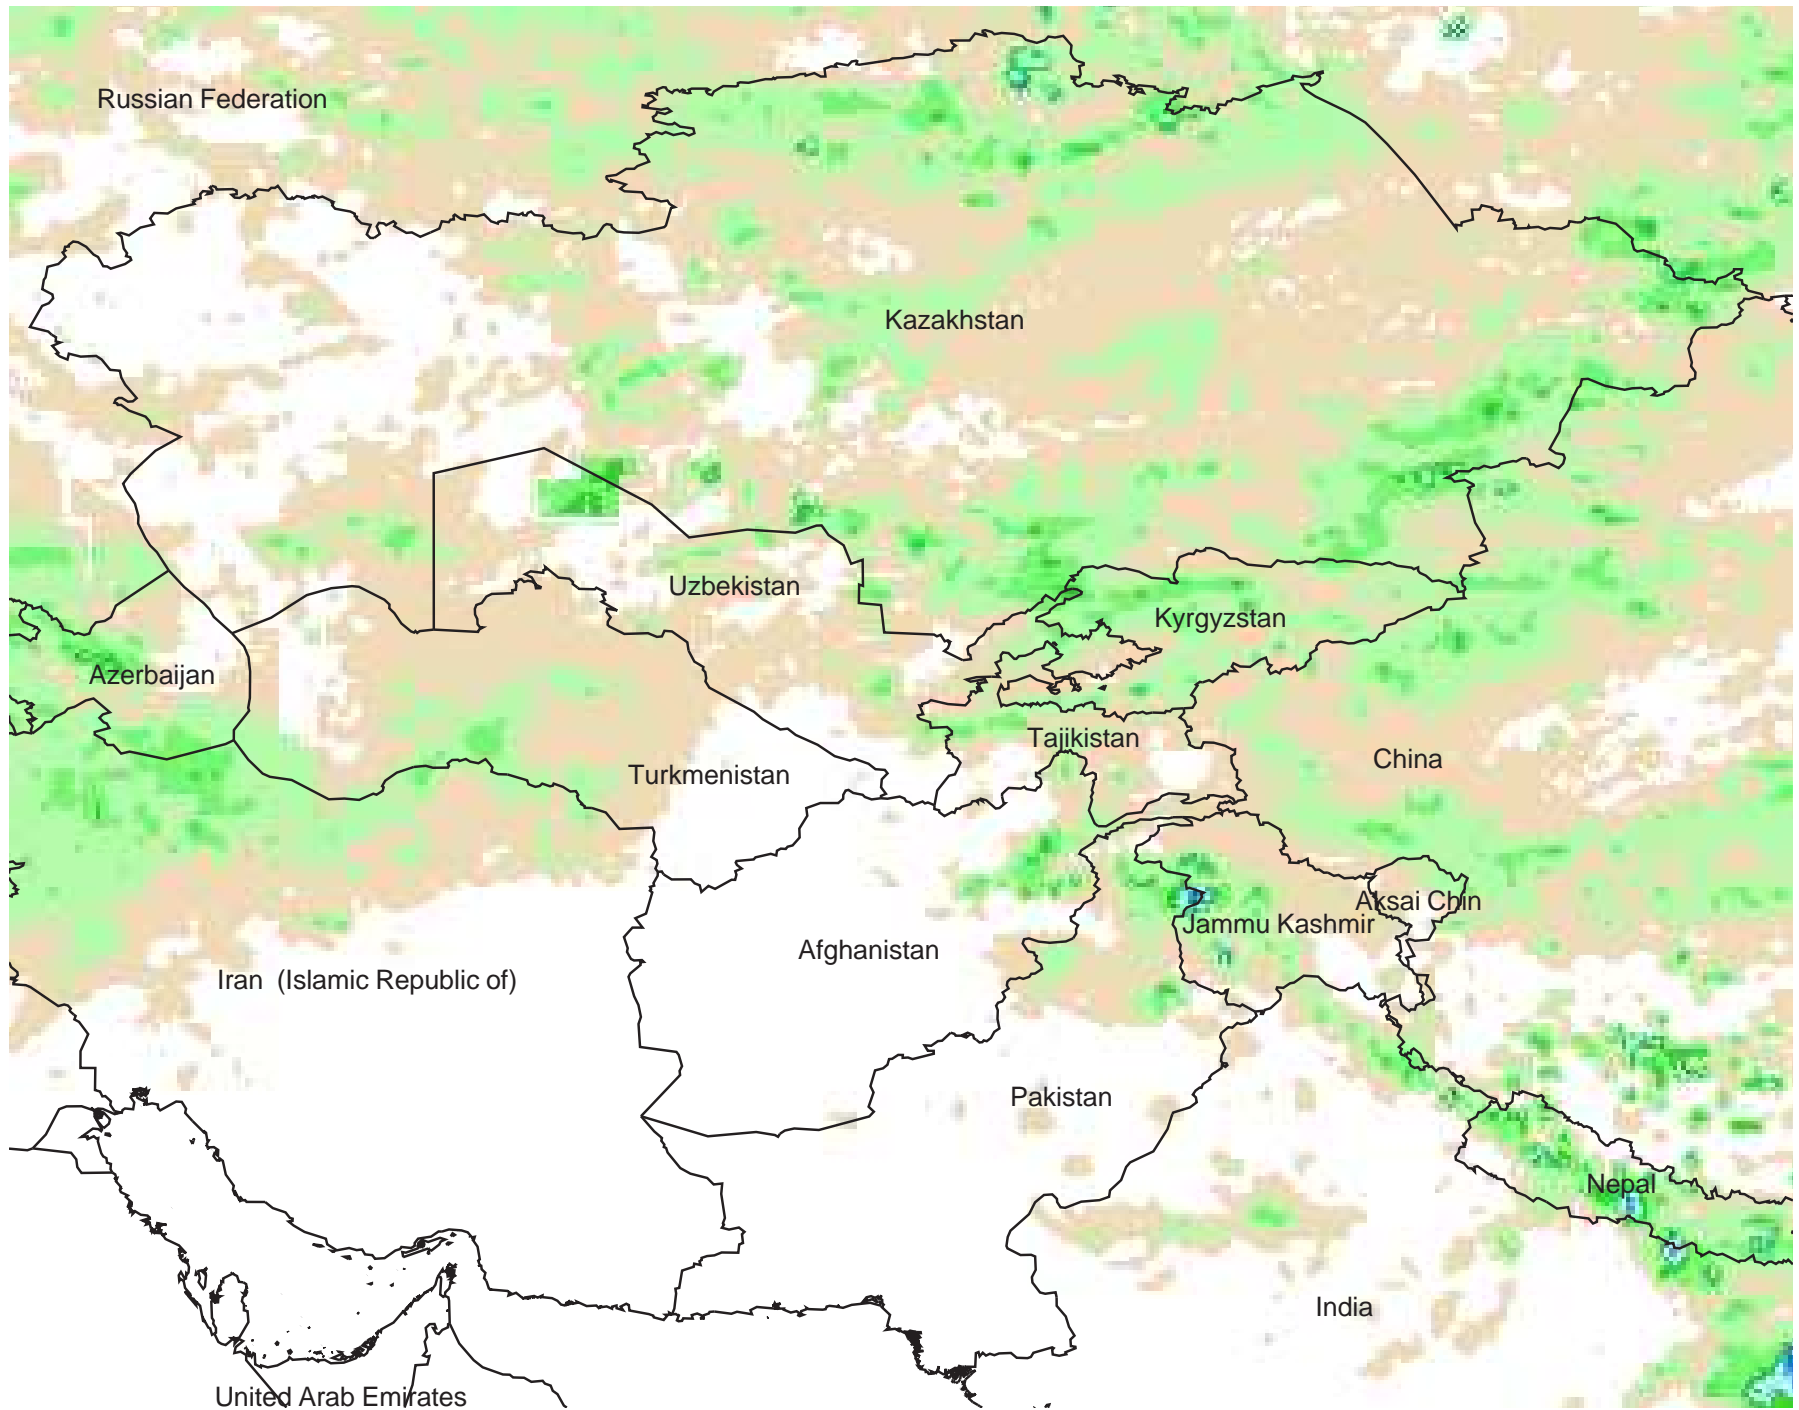 Russian Federation
Kazakhstan
Uzbekistan
Kyrgyzstan
Azerbaijan
Tajikistan
China
Turkmenistan
Aksai Chin
Jammu Kashmir
Afghanistan
Iran  (Islamic Republic of)
Pakistan
Nepal
India
United Arab Emirates